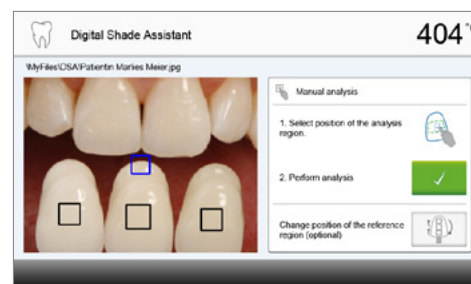 Digital Shade Assistant
404
\MyFiles\DSA\Patientin Marlies Meier.jpg
Manual analysis
1. Select position of the analysis
region.
2. Perform analysis
Change position of the reference
region (optional)